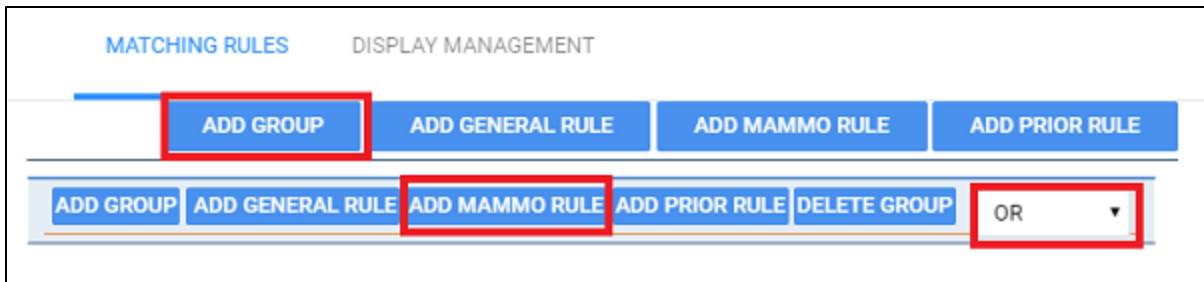 MATCHING RULES DISPLAY MANAGEMENT
ADD GROUP ADD GENERAL RULE ADD MAMMO RULE ADD PRIOR RULE
ADD GROUP ADD GENERAL RULE ADD MAMMO RULE ADD PRIOR RULE DELETE GROUP OR